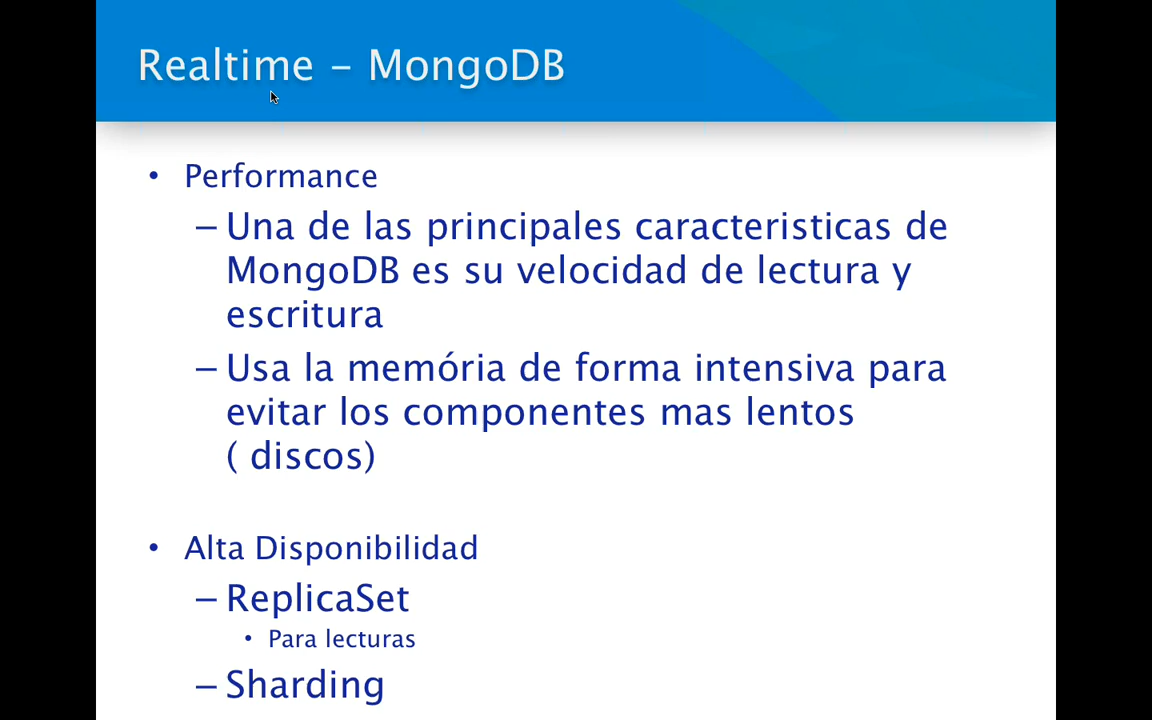 Realtime – MongoDB
• Performance
– Una de las principales caracteristicas de
MongoDB es su velocidad de lectura y
escritura
– Usa la memória de forma intensiva para
evitar los componentes mas lentos
( discos)
• Alta Disponibilidad
– ReplicaSet
• Para lecturas
– Sharding